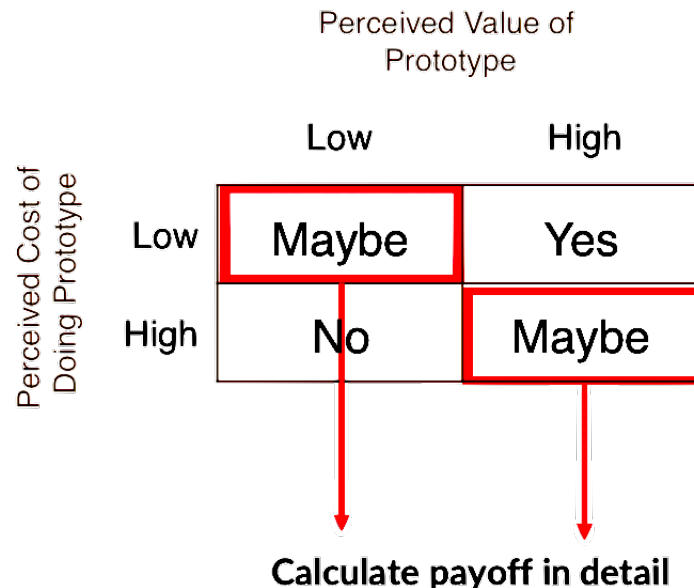 Perceived Value of
Prototype
Low High
Perceived Cost of
Doing Prototype
Low Maybe Yes
High No Maybe
Calculate payoff in detail